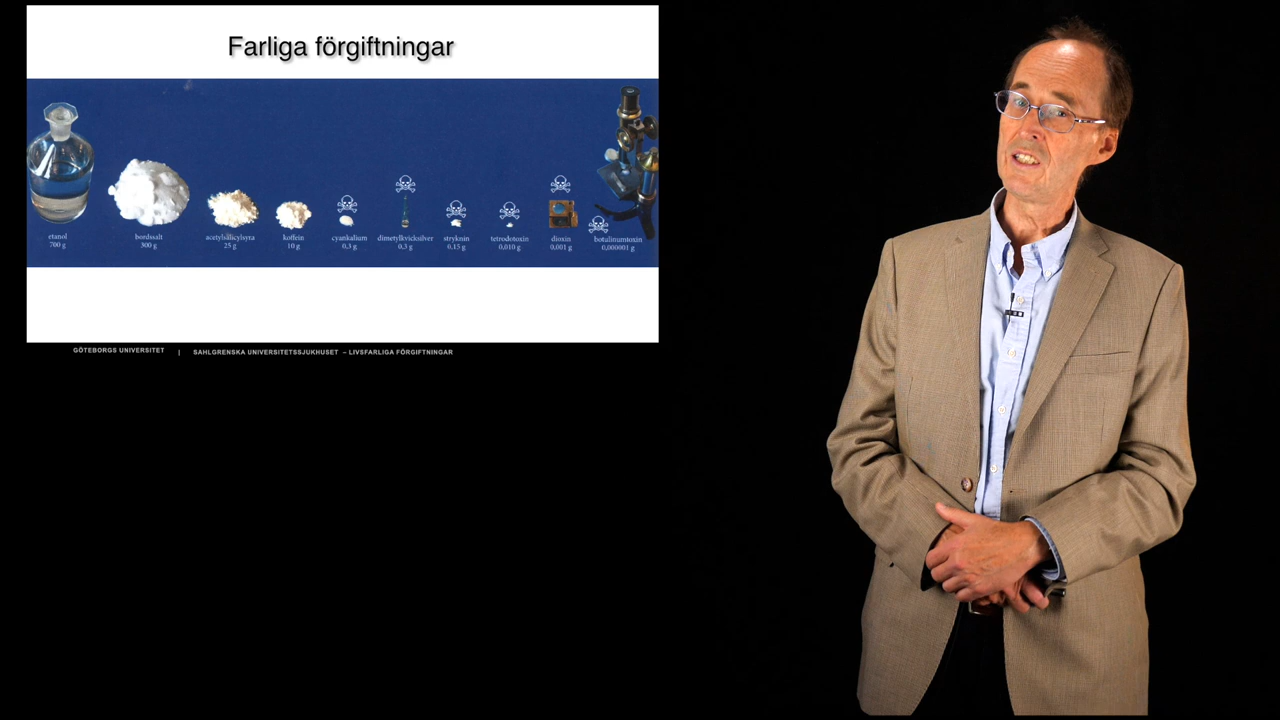 Farliga förgiftningar
etanol
700 g
bordssalt
300 g
acetylsalicylsyra
25 g
koffein
10 g
cyankalium
0,3 g
dimetylkvicksilver
0,3 g
stryknin
0,15 g
tetrodotoxin
0,010 g
dioxin
0,001 g
botulinumtoxin
0,000001 g
GÖTEBORGS UNIVERSITET | SAHLGRENSKA UNIVERSITETSSJUKHUSET – LIVSFARLIGA FÖRGIFTNINGAR